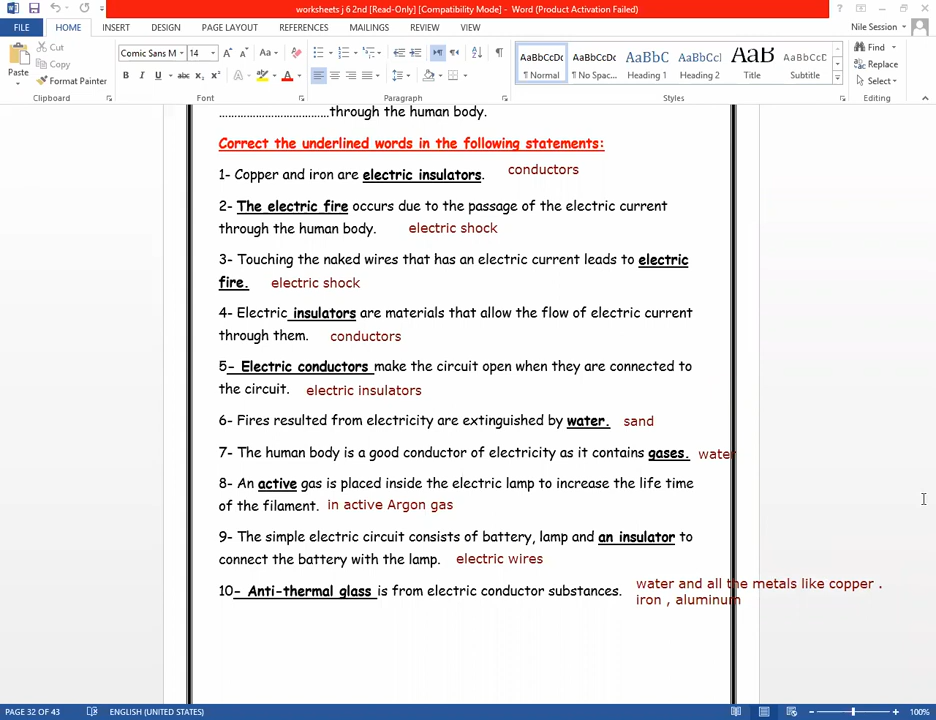 worksheets j 6 2nd [Read-Only] [Compatibility Mode] - Word (Product Activation Failed)
FILE HOME INSERT DESIGN PAGE LAYOUT REFERENCES MAILINGS REVIEW VIEW Nile Session
Paste Cut Copy Format Painter
Comic Sans M 14
Aa
B I U abc x₂ x² A A
AaBbCcDc AaBbCcDc AaBbC AaBbCc AaB AaBbCcC
¶ Normal ¶ No Spac... Heading 1 Heading 2 Title Subtitle
Find Replace Select
Clipboard Font Paragraph Styles Editing
....................................through the human body.
Correct the underlined words in the following statements:
1- Copper and iron are electric insulators. conductors
2- The electric fire occurs due to the passage of the electric current
through the human body. electric shock
3- Touching the naked wires that has an electric current leads to electric
fire. electric shock
4- Electric insulators are materials that allow the flow of electric current
through them. conductors
5- Electric conductors make the circuit open when they are connected to
the circuit. electric insulators
6- Fires resulted from electricity are extinguished by water. sand
7- The human body is a good conductor of electricity as it contains gases. water
8- An active gas is placed inside the electric lamp to increase the life time
of the filament. in active Argon gas
9- The simple electric circuit consists of battery, lamp and an insulator to
connect the battery with the lamp. electric wires
10- Anti-thermal glass is from electric conductor substances. water and all the metals like copper .
iron , aluminum
PAGE 32 OF 43 ENGLISH (UNITED STATES) 100%